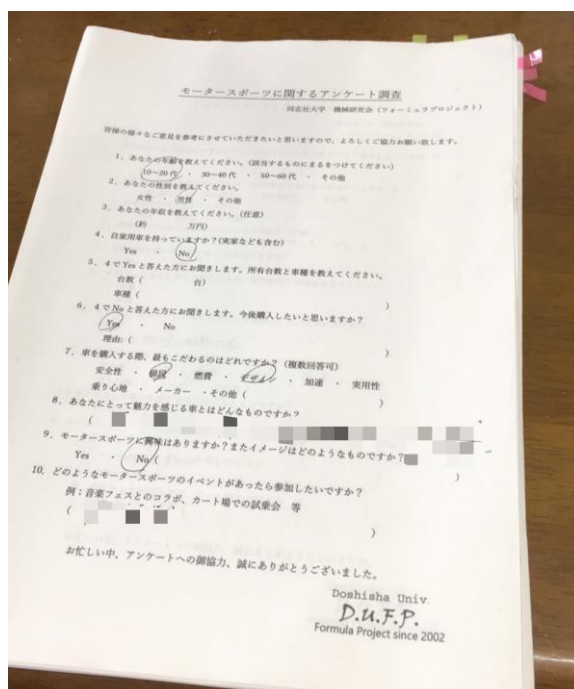 モータースポーツに関するアンケート調査
同志社大学 機械研究会(フォーミュラプロジェクト)
皆様の様々なご意見を参考にさせていただきたいと思いますので、よろしくご協力お願い致します。
1. あなたの年齢を教えてください。(該当するものにまるをつけてください)
10~20代 ・ 30~40代 ・ 50~60代 ・ その他
2. あなたの性別を教えてください。
女性 ・ 男性 ・ その他
3. あなたの年収を教えてください。(任意)
(約 万円)
4. 自家用車を持っていますか?(実家なども含む)
Yes ・ No
5. 4でYesと答えた方にお聞きします。所有台数と車種を教えてください。
台数( 台)
車種( )
6. 4でNoと答えた方にお聞きします。今後購入したいと思いますか?
Yes ・ No
理由:( )
7. 車を購入する際、最もこだわるのはどれですか?(複数回答可)
安全性 ・ 値段 ・ 燃費 ・ デザイン ・ 加速 ・ 実用性
乗り心地 ・ メーカー ・その他( )
8. あなたにとって魅力を感じる車とはどんなものですか?
(
9. モータースポーツに興味はありますか?またイメージはどのようなものですか?
Yes ・ No ( )
10. どのようなモータースポーツのイベントがあったら参加したいですか?
例:音楽フェスとのコラボ、カート場での試乗会 等
( )
お忙しい中、アンケートへの御協力、誠にありがとうございました。
Doshisha Univ.
D.U.F.P.
Formula Project since 2002